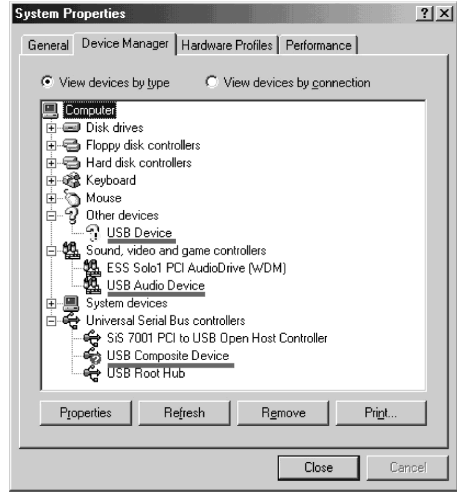 System Properties
General Device Manager Hardware Profiles Performance
View devices by type View devices by connection
Computer
Disk drives
Floppy disk controllers
Hard disk controllers
Keyboard
Mouse
Other devices
USB Device
Sound, video and game controllers
ESS Solo1 PCI AudioDrive (WDM)
USB Audio Device
System devices
Universal Serial Bus controllers
SiS 7001 PCI to USB Open Host Controller
USB Composite Device
USB Root Hub
Properties Refresh Remove Print...
Close Cancel